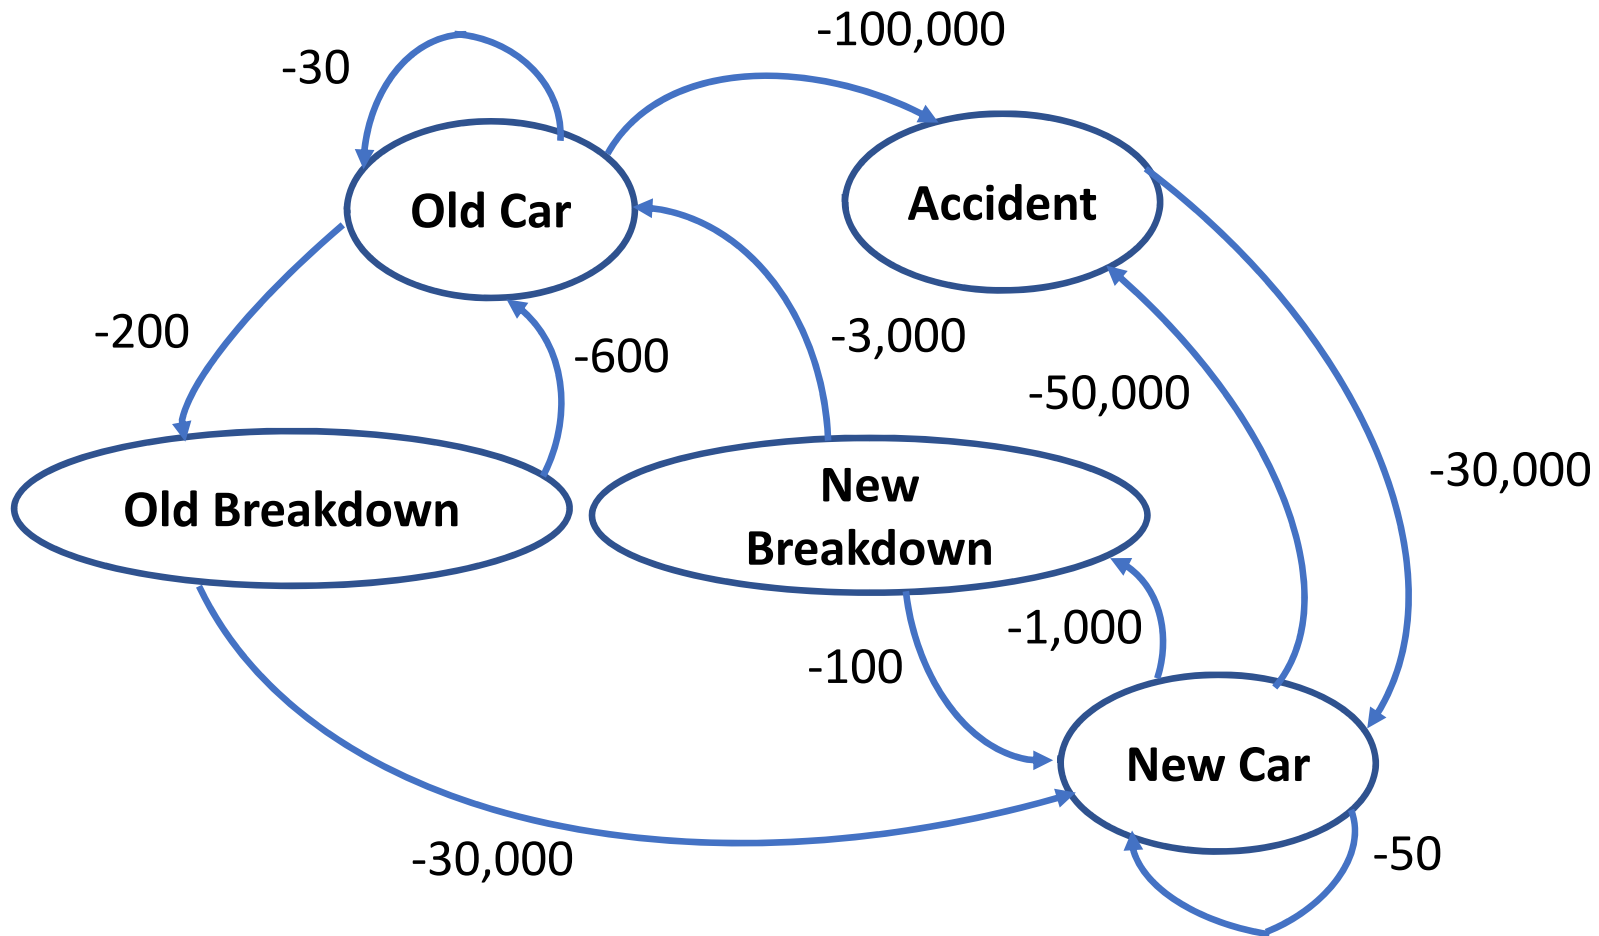 -100,000
-30
Old Car
Accident
-200
-600
-3,000
-50,000
-30,000
Old Breakdown
New
Breakdown
-1,000
-100
New Car
-30,000
-50